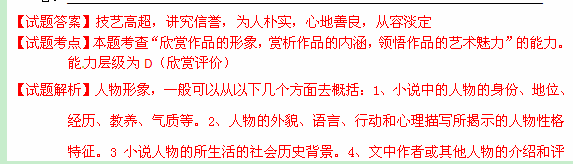 【试题答案】技艺高超，讲究信誉，为人朴实，心地善良，从容淡定
【试题考点】本题考查“欣赏作品的形象，赏析作品的内涵，领悟作品的艺术魅力”的能力。
能力层级为 D（欣赏评价）
【试题解析】人物形象，一般可以从以下几个方面去概括：1、小说中的人物的身份、地位、
经历、教养、气质等。2、人物的外貌、语言、行动和心理描写所揭示的人物性格
特征。3 小说人物的所生活的社会历史背景。4、文中作者或其他人物的介绍和评